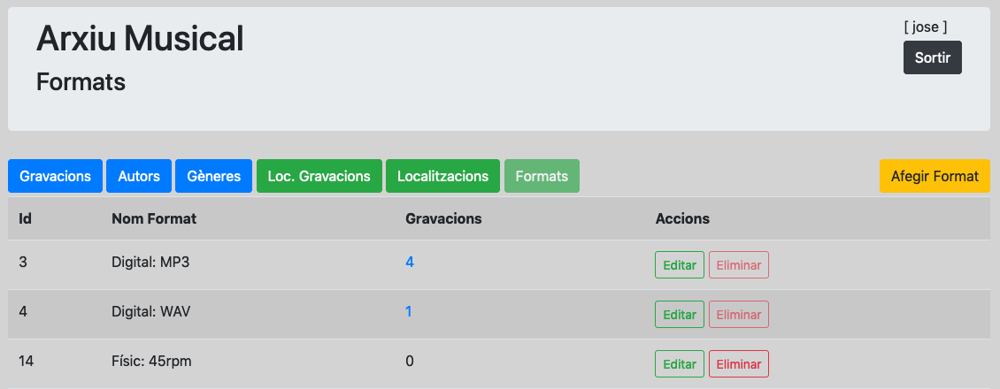 Arxiu Musical
[ jose ]
Sortir
Formats
Gravacions Autors Gèneres Loc. Gravacions Localitzacions Formats Afegir Format
Id Nom Format Gravacions Accions
3 Digital: MP3 4 Editar Eliminar
4 Digital: WAV 1 Editar Eliminar
14 Físic: 45rpm 0 Editar Eliminar